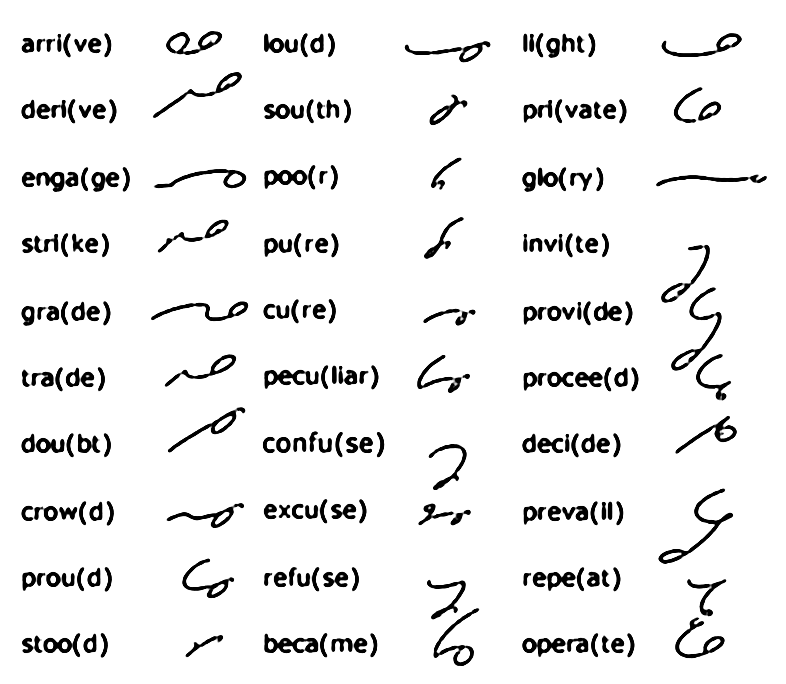 arri(ve) lou(d) li(ght)
deri(ve) sou(th) pri(vate)
enga(ge) poo(r) glo(ry)
stri(ke) pu(re) invi(te)
gra(de) cu(re) provi(de)
tra(de) pecu(liar) procee(d)
dou(bt) confu(se) deci(de)
crow(d) excu(se) preva(il)
prou(d) refu(se) repe(at)
stoo(d) beca(me) opera(te)